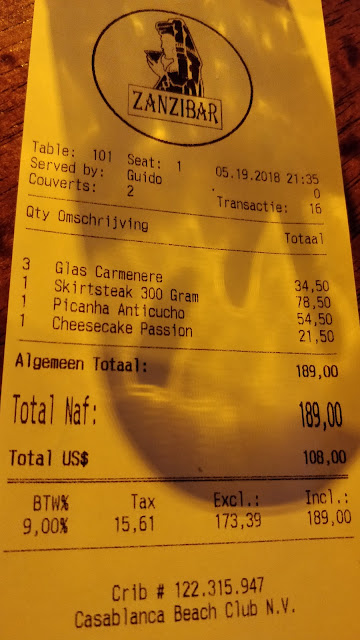 ZANZIBAR
Table: 101 Seat: 1 05.19.2018 21:35
Served by: Guido . 0
Couverts: 2 Transactie: 16
Qty Omschrijving Totaal
3 Glas Carmenere 34,50
1 Skirtsteak 300 Gram 78,50
1 Picanha Anticucho 54,50
1 Cheesecake Passion 21,50
Algemeen Totaal: 189,00
Total Naf: 189,00
Total US$ 108,00
BTW% Tax Excl.: Incl.:
9,00% 15,61 173,39 189,00
Crib # 122.315.947
Casablanca Beach Club N.V.